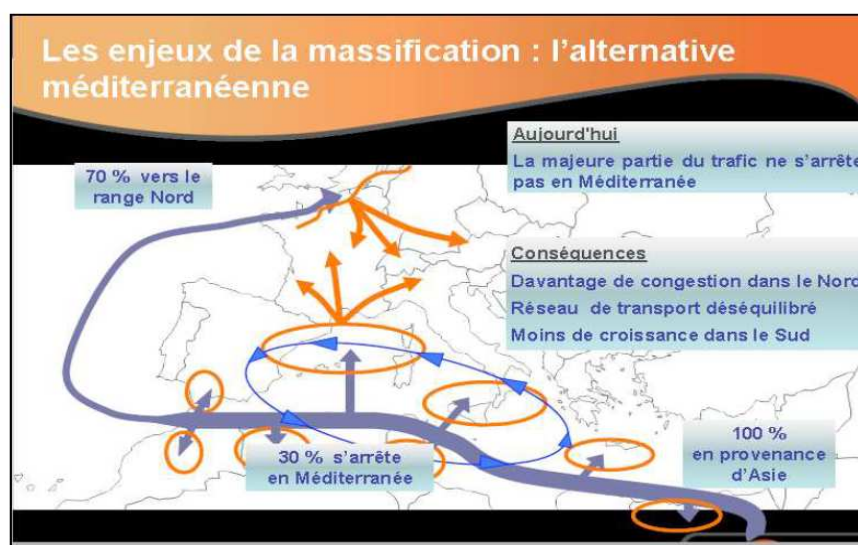 Les enjeux de la massification : l'alternative
méditerranéenne
Aujourd'hui
La majeure partie du trafic ne s'arrête
pas en Méditerranée
70 % vers le
range Nord
Conséquences
Davantage de congestion dans le Nord
Réseau de transport déséquilibré
Moins de croissance dans le Sud
30 % s'arrête
en Méditerranée
100 %
en provenance
d'Asie